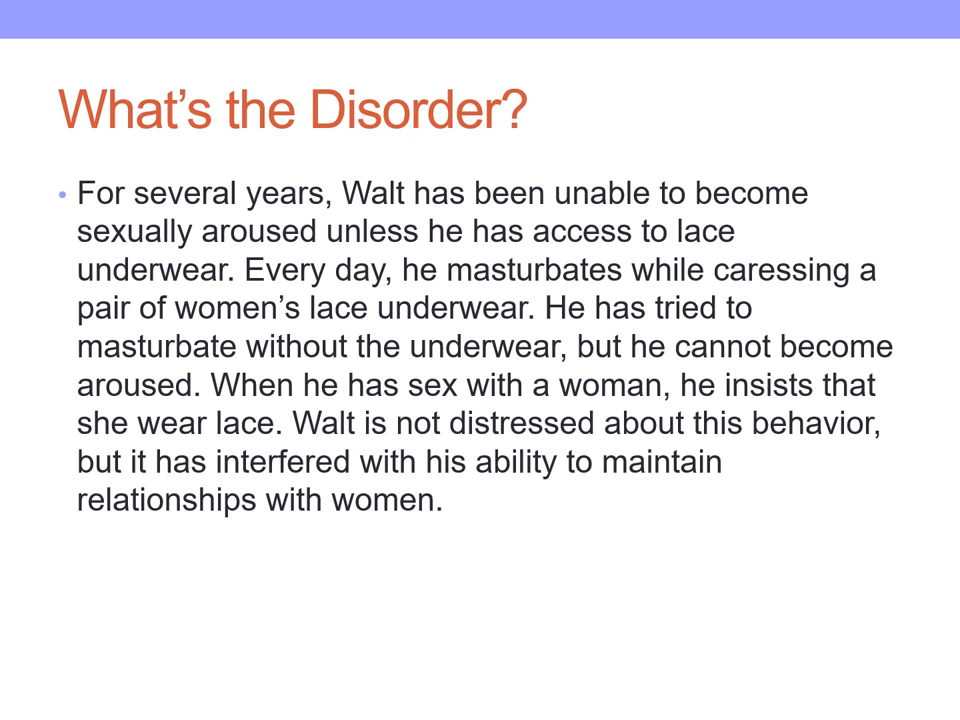 What’s the Disorder?
• For several years, Walt has been unable to become
sexually aroused unless he has access to lace
underwear. Every day, he masturbates while caressing a
pair of women’s lace underwear. He has tried to
masturbate without the underwear, but he cannot become
aroused. When he has sex with a woman, he insists that
she wear lace. Walt is not distressed about this behavior,
but it has interfered with his ability to maintain
relationships with women.